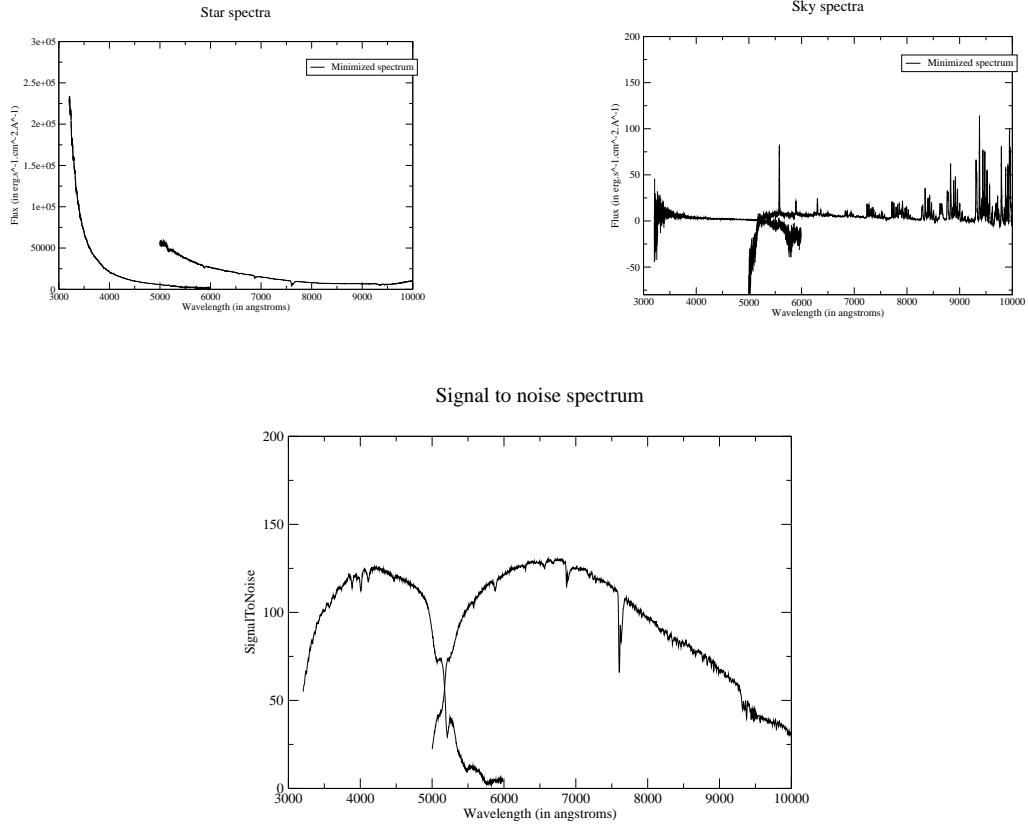 Star spectra
3e+05
2.5e+05
2e+05
1.5e+05
1e+05
50000
0
Flux (in erg.s^-1.cm^-2.A^-1)
Minimized spectrum
3000 4000 5000 6000 7000 8000 9000 10000
Wavelength (in angstroms)
Sky spectra
200
150
100
50
0
-50
Flux (in erg.s^-1.cm^-2.A^-1)
Minimized spectrum
3000 4000 5000 6000 7000 8000 9000 10000
Wavelength (in angstroms)
Signal to noise spectrum
200
150
100
50
0
SignalToNoise
3000 4000 5000 6000 7000 8000 9000 10000
Wavelength (in angstroms)